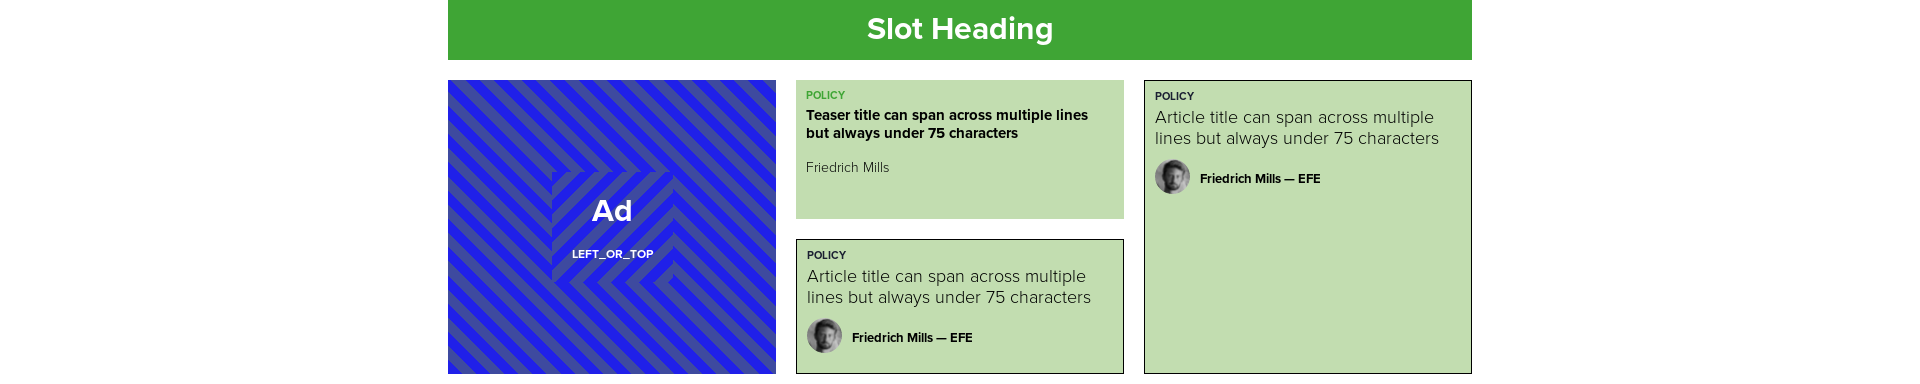 Slot Heading
Ad
LEFT_OR_TOP
POLICY
Teaser title can span across multiple lines
but always under 75 characters
Friedrich Mills
POLICY
Article title can span across multiple
lines but always under 75 characters
Friedrich Mills — EFE
POLICY
Article title can span across multiple
lines but always under 75 characters
Friedrich Mills — EFE